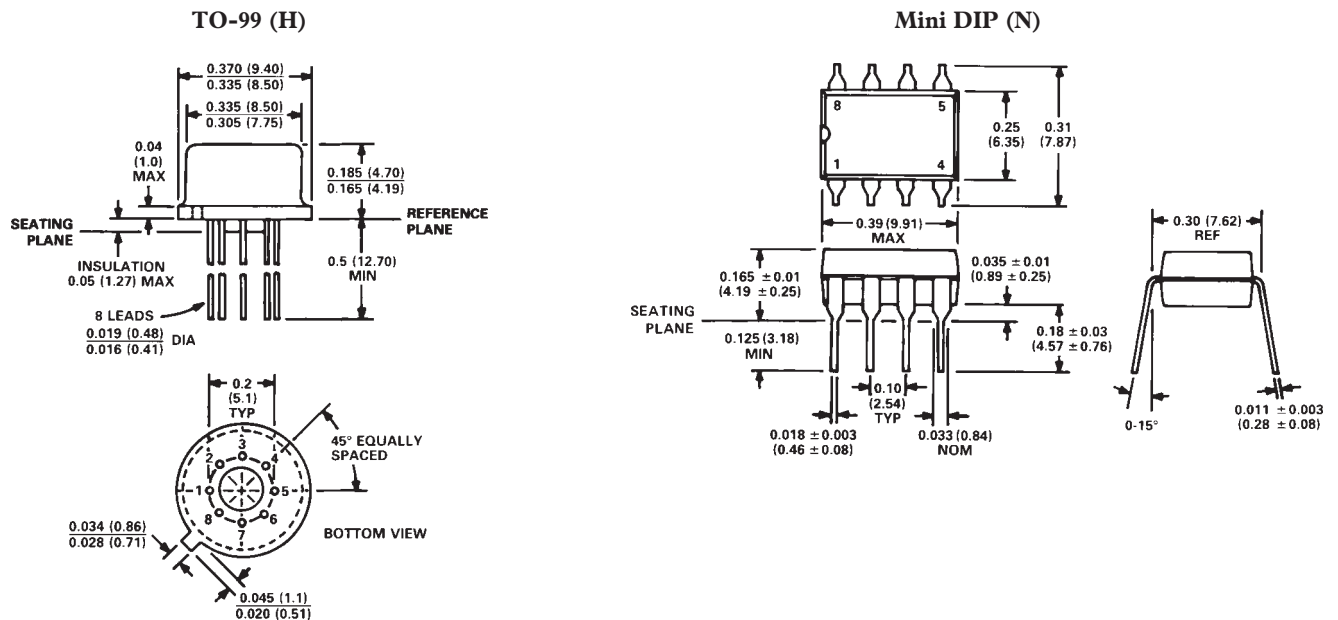 TO-99 (H)
0.370 (9.40)
0.335 (8.50)
0.335 (8.50)
0.305 (7.75)
0.04
(1.0)
MAX
0.185 (4.70)
0.165 (4.19)
SEATING
PLANE
REFERENCE
PLANE
INSULATION
0.05 (1.27) MAX
0.5 (12.70)
MIN
8 LEADS
0.019 (0.48)
0.016 (0.41)
DIA
0.2
(5.1)
TYP
45° EQUALLY
SPACED
1
2
3
4
5
6
7
8
BOTTOM VIEW
0.034 (0.86)
0.028 (0.71)
0.045 (1.1)
0.020 (0.51)
Mini DIP (N)
8
5
1
4
0.25
(6.35)
0.31
(7.87)
0.39 (9.91)
MAX
0.165 ±0.01
(4.19 ±0.25)
0.035 ±0.01
(0.89 ±0.25)
SEATING
PLANE
0.125 (3.18)
MIN
0.18 ±0.03
(4.57 ±0.76)
0.10
(2.54)
TYP
0.018 ±0.003
(0.46 ±0.08)
0.033 (0.84)
NOM
0.30 (7.62)
REF
0-15°
0.011 ±0.003
(0.28 ±0.08)